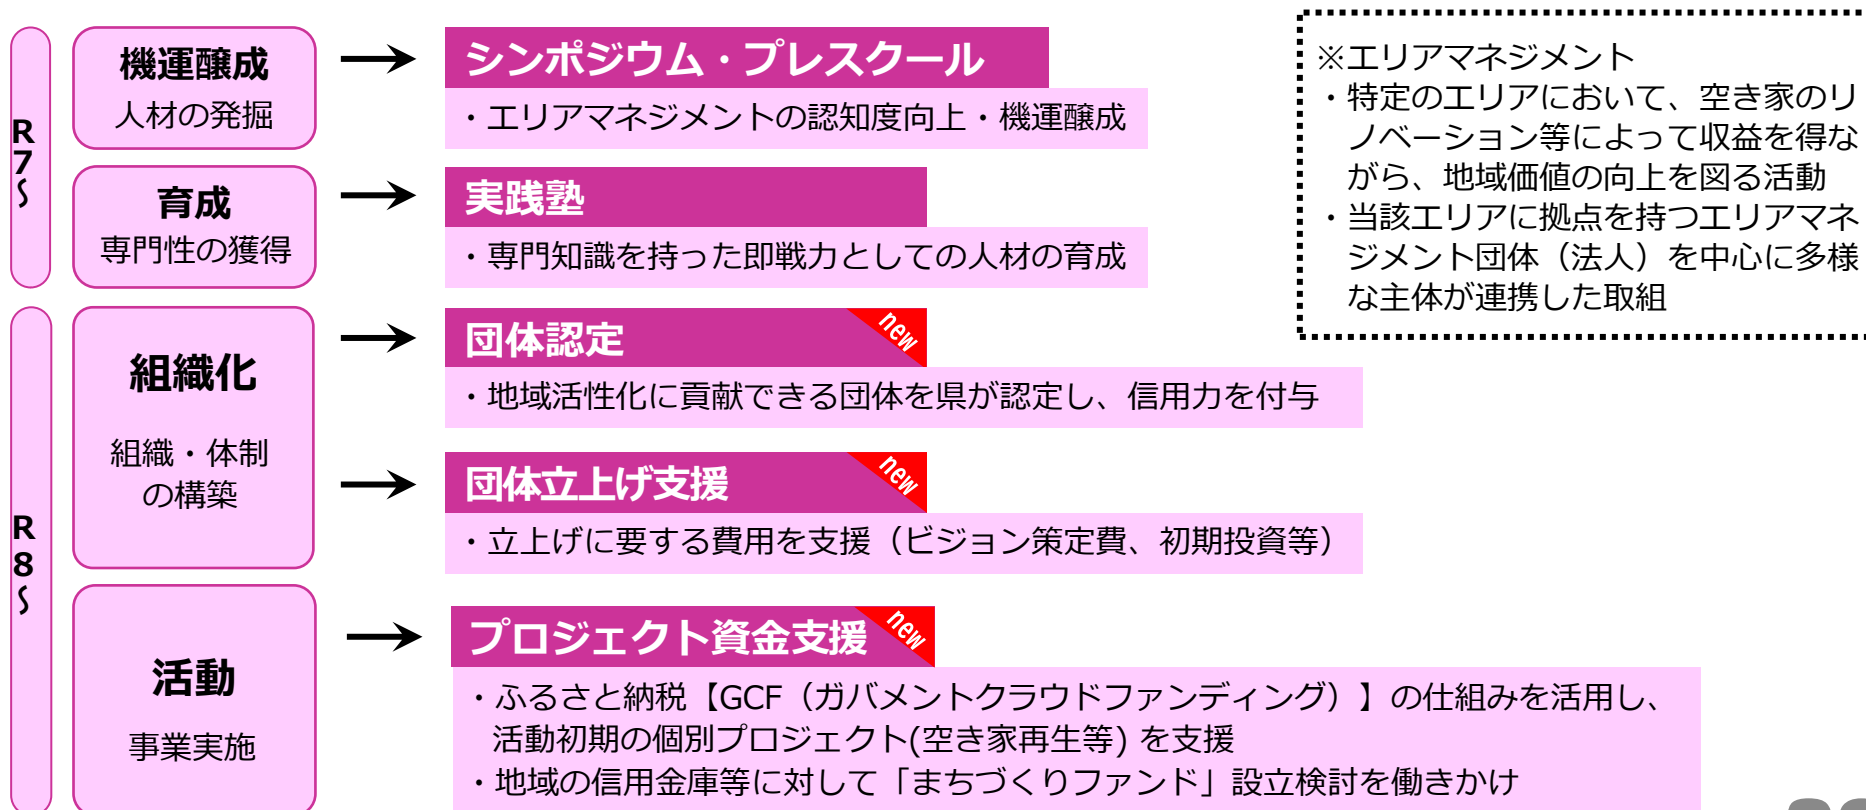 R7～
機運醸成
人材の発掘
シンポジウム・プレスクール
・エリアマネジメントの認知度向上・機運醸成
育成
専門性の獲得
実践塾
・専門知識を持った即戦力としての人材の育成
※エリアマネジメント
・特定のエリアにおいて、空き家のリ
ノベーション等によって収益を得な
がら、地域価値の向上を図る活動
・当該エリアに拠点を持つエリアマネ
ジメント団体（法人）を中心に多様
な主体が連携した取組
R8～
組織化
組織・体制
の構築
団体認定
new
・地域活性化に貢献できる団体を県が認定し、信用力を付与
団体立上げ支援
new
・立上げに要する費用を支援（ビジョン策定費、初期投資等）
活動
事業実施
プロジェクト資金支援
new
・ふるさと納税【GCF（ガバメントクラウドファンディング）】の仕組みを活用し、
活動初期の個別プロジェクト(空き家再生等) を支援
・地域の信用金庫等に対して「まちづくりファンド」設立検討を働きかけ